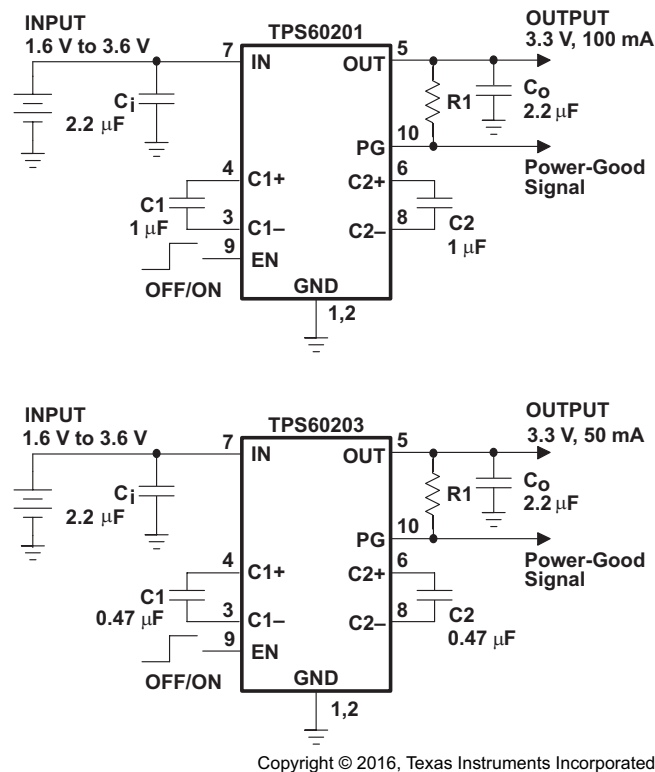 INPUT
1.6 V to 3.6 V
TPS60201
OUTPUT
3.3 V, 100 mA
7
IN
OUT
5
Ci
2.2 μF
R1
Co
2.2 μF
10
PG
Power-Good
Signal
4
C1+
C2+
6
C1
1 μF
3
C1–
C2–
8
C2
1 μF
9
EN
OFF/ON
GND
1,2
INPUT
1.6 V to 3.6 V
TPS60203
OUTPUT
3.3 V, 50 mA
7
IN
OUT
5
Ci
2.2 μF
R1
Co
2.2 μF
10
PG
Power-Good
Signal
4
C1+
C2+
6
C1
0.47 μF
3
C1–
C2–
8
C2
0.47 μF
9
EN
OFF/ON
GND
1,2
Copyright © 2016, Texas Instruments Incorporated